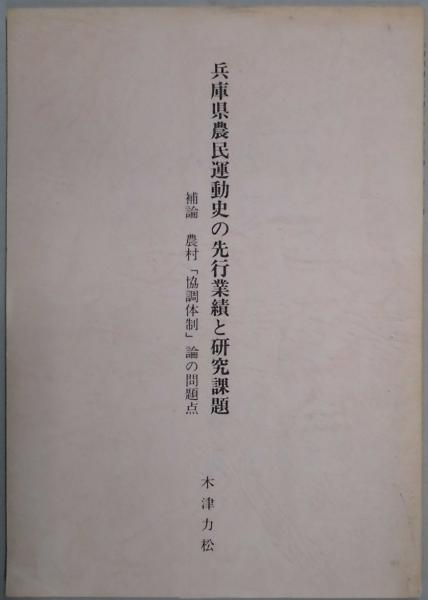 兵庫県農民運動史の先行業績と研究課題
補論　農村「協調体制」論の問題点
木津力松